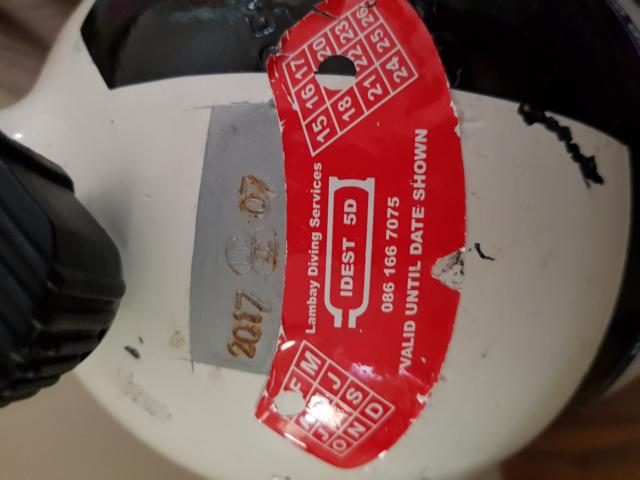 2017 07
Lambay Diving Services
IDEST 5D
086 166 7075
VALID UNTIL DATE SHOWN
F M
A M J
J A S
O N D
15 16 17
18 20
21 22 23
24 25 26